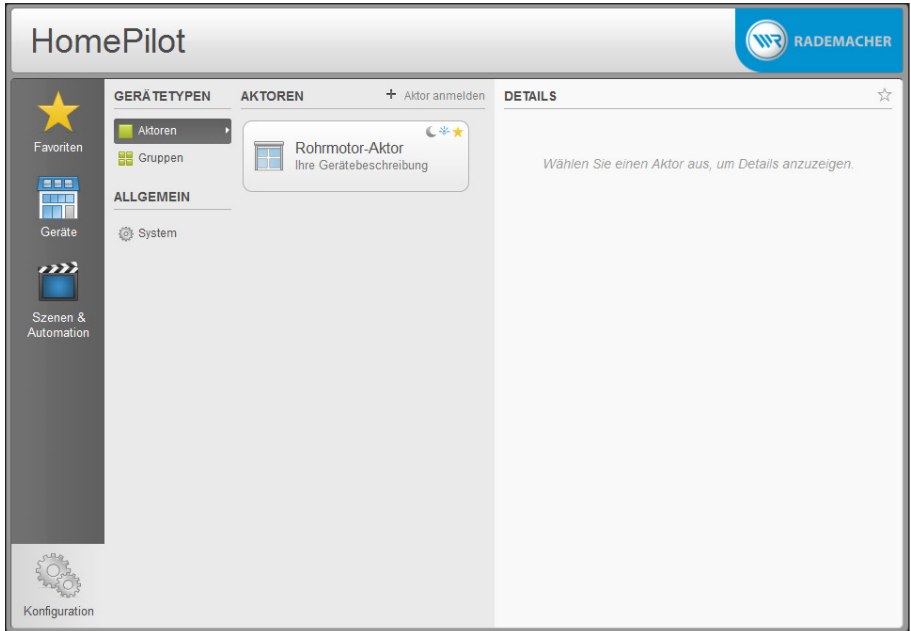 HomePilot
WR RADEMACHER
Favoriten
Geräte
Szenen &
Automation
Konfiguration
GERÄTETYPEN
Aktoren
Gruppen
ALLGEMEIN
System
AKTOREN
+ Aktor anmelden
Rohrmotor-Aktor
Ihre Gerätebeschreibung
DETAILS
Wählen Sie einen Aktor aus, um Details anzuzeigen.